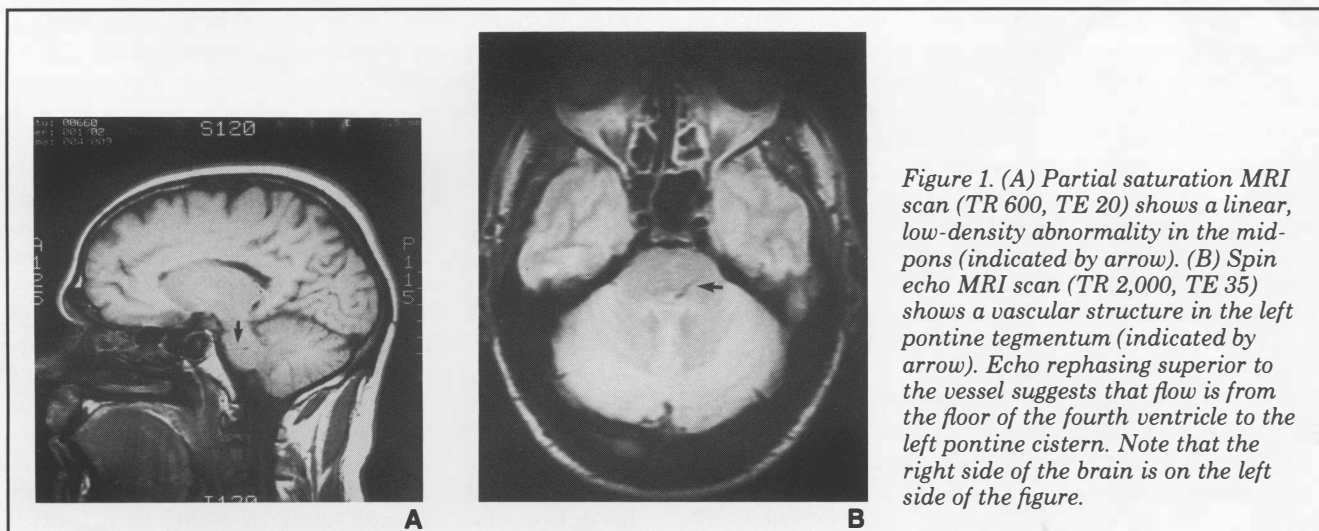 S120
A
P
A
B
Figure 1. (A) Partial saturation MRI
scan (TR 600, TE 20) shows a linear,
low-density abnormality in the mid-
pons (indicated by arrow). (B) Spin
echo MRI scan (TR 2,000, TE 35)
shows a vascular structure in the left
pontine tegmentum (indicated by
arrow). Echo rephasing superior to
the vessel suggests that flow is from
the floor of the fourth ventricle to the
left pontine cistern. Note that the
right side of the brain is on the left
side of the figure.